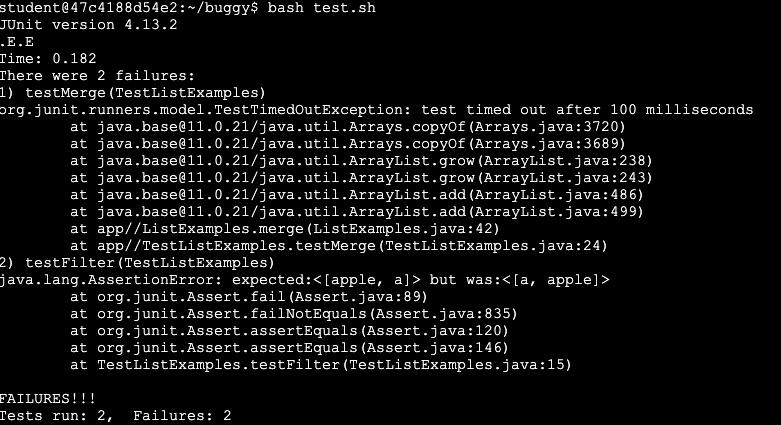 student@47c4188d54e2:~/buggy$ bash test.sh
JUnit version 4.13.2
.E.E
Time: 0.182
There were 2 failures:
1) testMerge(TestListExamples)
org.junit.runners.model.TestTimedOutException: test timed out after 100 milliseconds
        at java.base@11.0.21/java.util.Arrays.copyOf(Arrays.java:3720)
        at java.base@11.0.21/java.util.Arrays.copyOf(Arrays.java:3689)
        at java.base@11.0.21/java.util.ArrayList.grow(ArrayList.java:238)
        at java.base@11.0.21/java.util.ArrayList.grow(ArrayList.java:243)
        at java.base@11.0.21/java.util.ArrayList.add(ArrayList.java:486)
        at java.base@11.0.21/java.util.ArrayList.add(ArrayList.java:499)
        at app//ListExamples.merge(ListExamples.java:42)
        at app//TestListExamples.testMerge(TestListExamples.java:24)
2) testFilter(TestListExamples)
java.lang.AssertionError: expected:<[apple, a]> but was:<[a, apple]>
        at org.junit.Assert.fail(Assert.java:89)
        at org.junit.Assert.failNotEquals(Assert.java:835)
        at org.junit.Assert.assertEquals(Assert.java:120)
        at org.junit.Assert.assertEquals(Assert.java:146)
        at TestListExamples.testFilter(TestListExamples.java:15)

FAILURES!!!
Tests run: 2,  Failures: 2